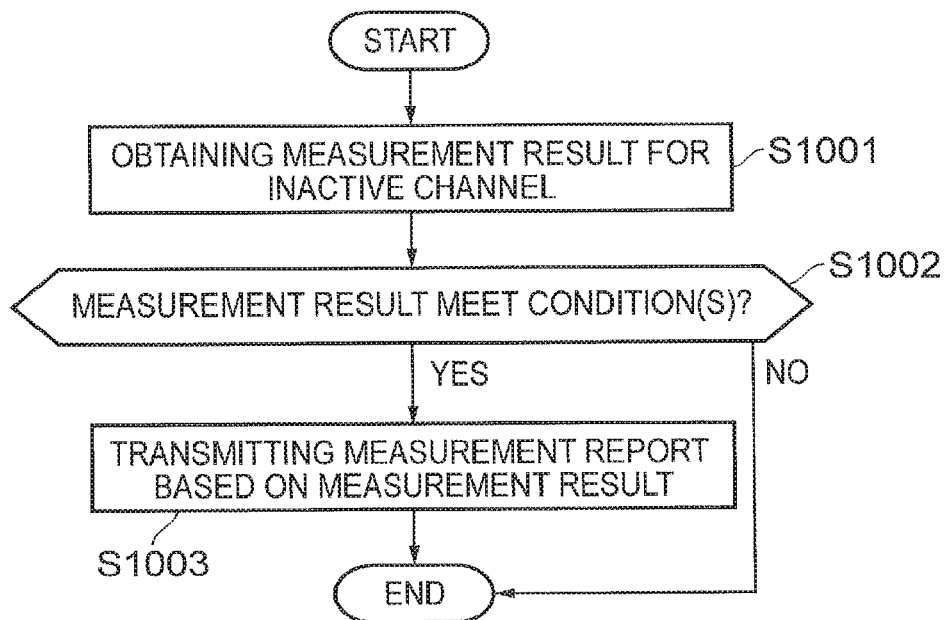 START
OBTAINING MEASUREMENT RESULT FOR
INACTIVE CHANNEL
S1001
MEASUREMENT RESULT MEET CONDITION(S)?
S1002
YES
NO
TRANSMITTING MEASUREMENT REPORT
BASED ON MEASUREMENT RESULT
S1003
END